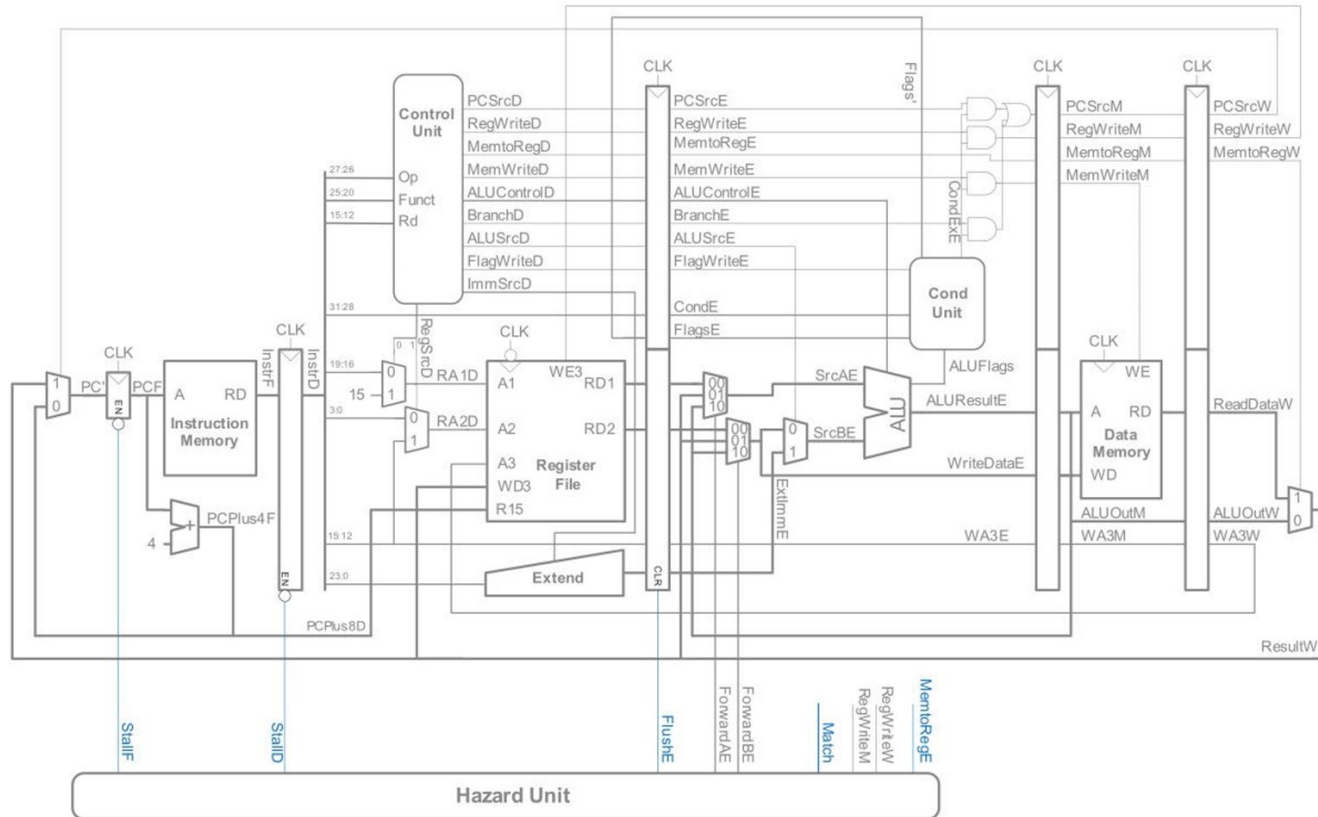 CLK
CLK
CLK
Flags'
PCSrcD
PCSrcE
PCSrcM
PCSrcW
Control
Unit
RegWriteD
RegWriteE
RegWriteM
RegWriteW
MemtoRegD
MemtoRegE
MemtoRegM
MemtoRegW
27:26
Op
MemWriteD
MemWriteE
MemWriteM
25:20
Funct
ALUControlD
ALUControlE
15:12
Rd
BranchD
BranchE
CondExE
ALUSrcD
ALUSrcE
FlagWriteD
FlagWriteE
ImmSrcD
Cond
Unit
31:28
CondE
FlagsE
CLK
CLK
CLK
CLK
InstrF
InstrD
RegSrcD
0 1
19:16
0
1
15
RA1D
A1
WE3
RD1
00
01
10
SrcAE
ALUFlags
WE
1
0
PC'
PCF
EN
A
RD
Instruction
Memory
3:0
0
1
RA2D
A2
RD2
00
01
10
0
1
SrcBE
ALU
ALUResultE
A
RD
Data
Memory
WD
ReadDataW
A3
Register
File
WD3
R15
ExtImmE
WriteDataE
1
0
PCPlus4F
+
4
ALUOutM
ALUOutW
15:12
WA3E
WA3M
WA3W
EN
23:0
Extend
CLR
PCPlus8D
ResultW
StallF
StallD
FlushE
ForwardAE
ForwardBE
Match
RegWriteM
RegWriteW
MemtoRegE
Hazard Unit